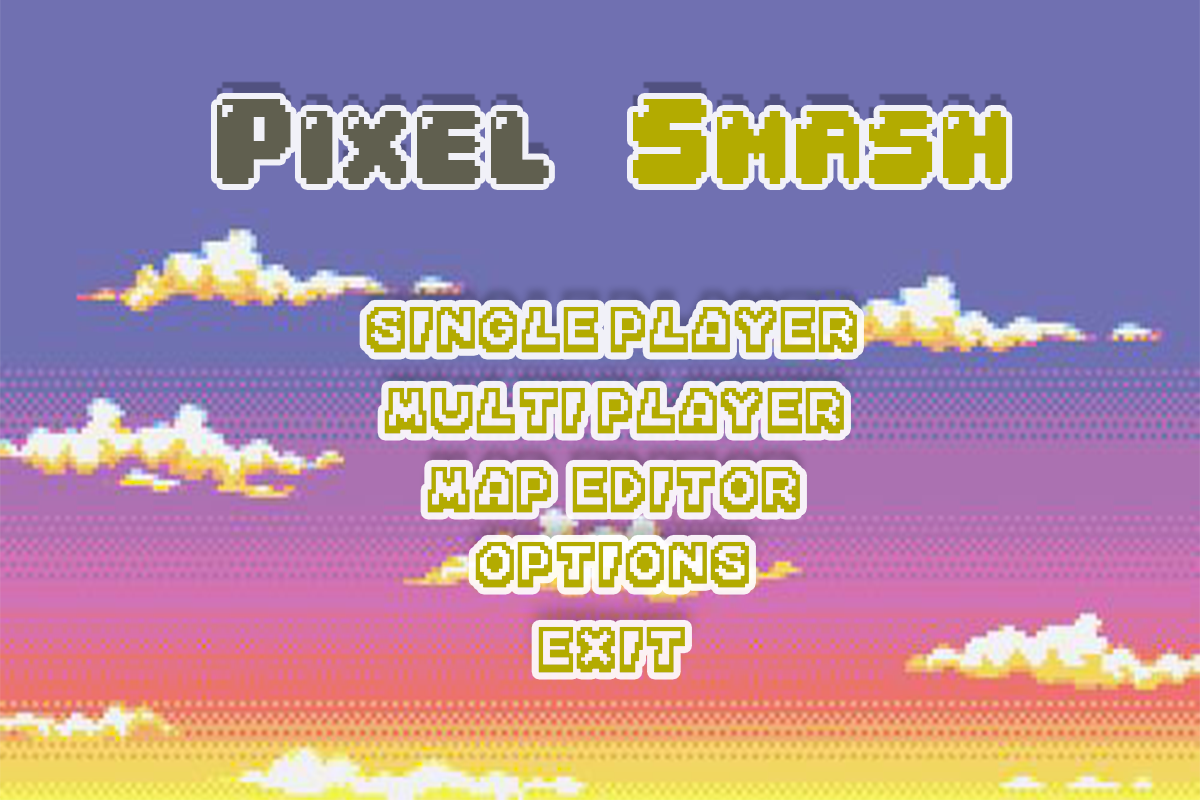 Pixel Smash
SINGLE PLAYER
MULTI PLAYER
MAP EDITOR
OPTIONS
EXIT